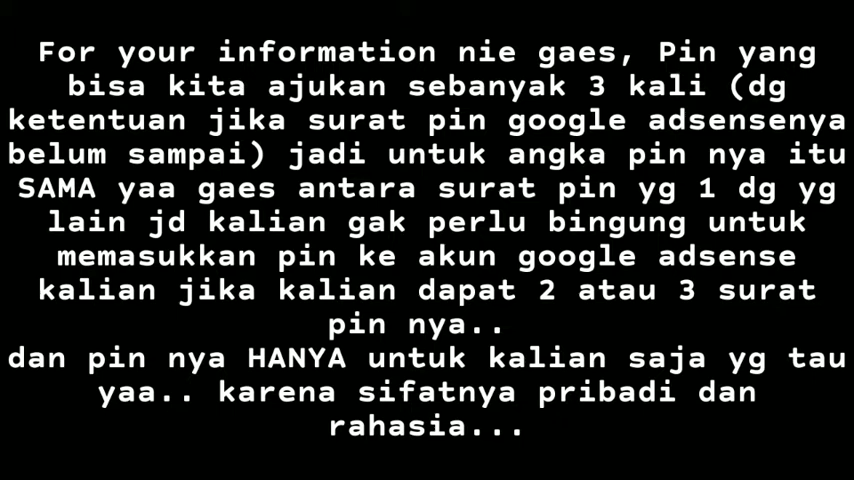 For your information nie gaes, Pin yang
bisa kita ajukan sebanyak 3 kali (dg
ketentuan jika surat pin google adsensenya
belum sampai) jadi untuk angka pin nya itu
SAMA yaa gaes antara surat pin yg 1 dg yg
lain jd kalian gak perlu bingung untuk
memasukkan pin ke akun google adsense
kalian jika kalian dapat 2 atau 3 surat
pin nya..
dan pin nya HANYA untuk kalian saja yg tau
yaa.. karena sifatnya pribadi dan
rahasia...